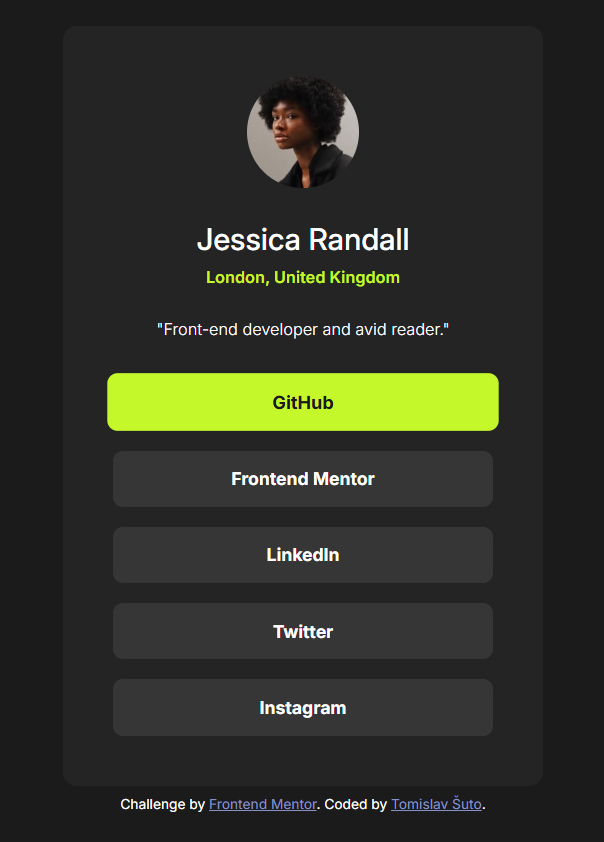 Jessica Randall
London, United Kingdom
"Front-end developer and avid reader."
GitHub
Frontend Mentor
LinkedIn
Twitter
Instagram
Challenge by Frontend Mentor. Coded by Tomislav Šuto.